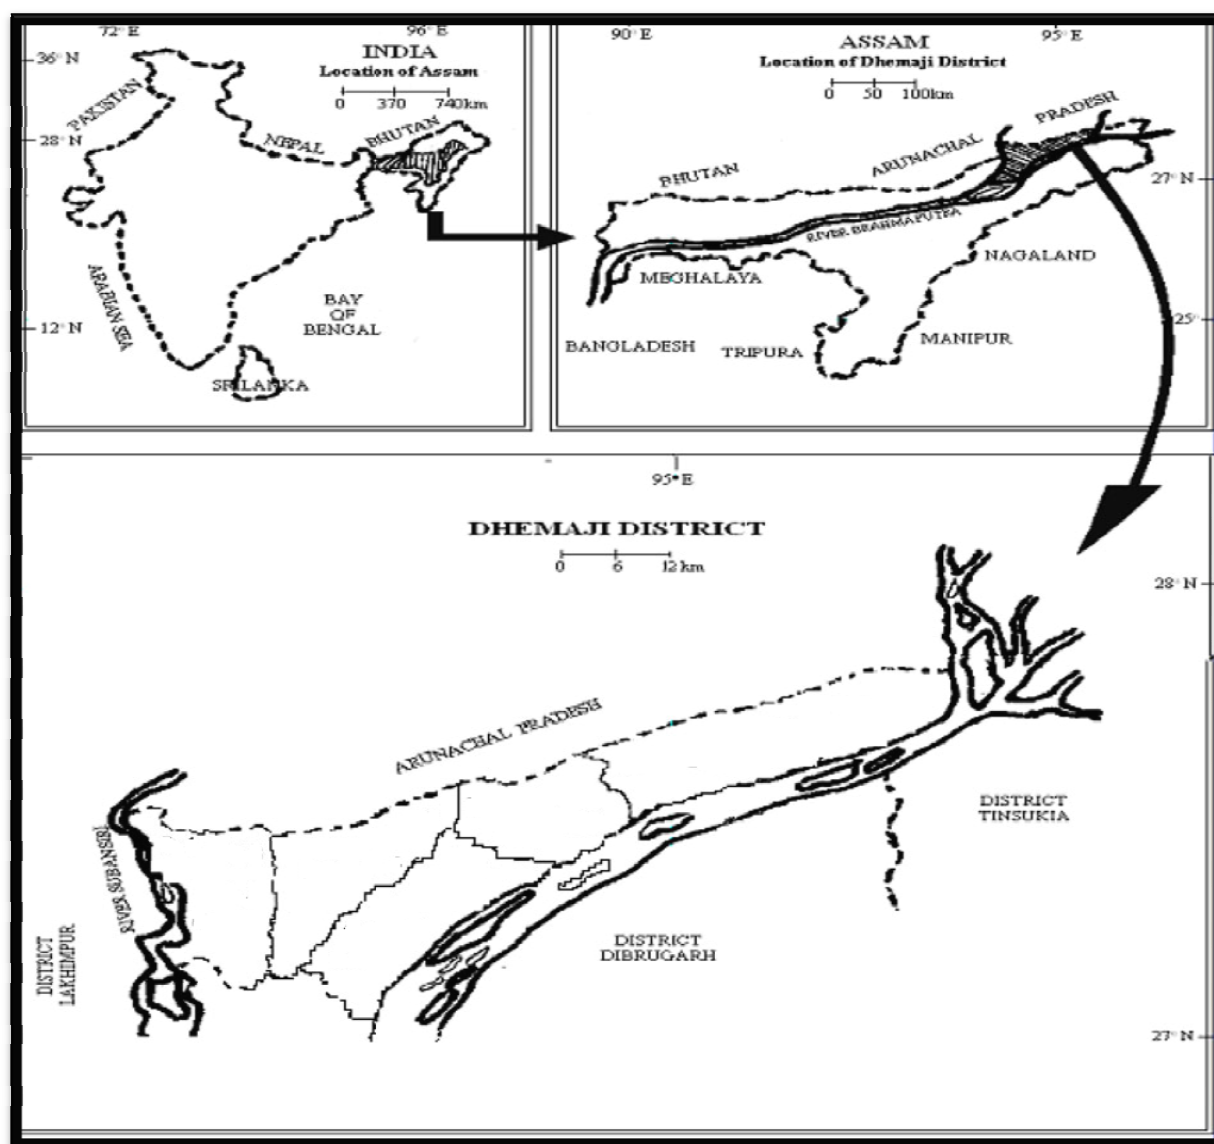 72° E
96° E
36° N
INDIA
Location of Assam
0 370 740km
PAKISTAN
28° N
NEPAL
BHUTAN
ARABIAN SEA
BAY
OF
BENGAL
12° N
SRILANKA
90° E
95° E
ASSAM
Location of Dhemaji District
0 50 100km
ARUNACHAL PRADESH
BHUTAN
27° N
RIVER BRAHMAPUTRA
NAGALAND
MEGHALAYA
25°
BANGLADESH
TRIPURA
MANIPUR
95° E
DHEMAJI DISTRICT
0 6 12 km
28° N
ARUNACHAL PRADESH
DISTRICT
TINSUKIA
RIVER SUBANSIRI
DISTRICT
LAKHIMPUR
DISTRICT
DIBRUGARH
27° N